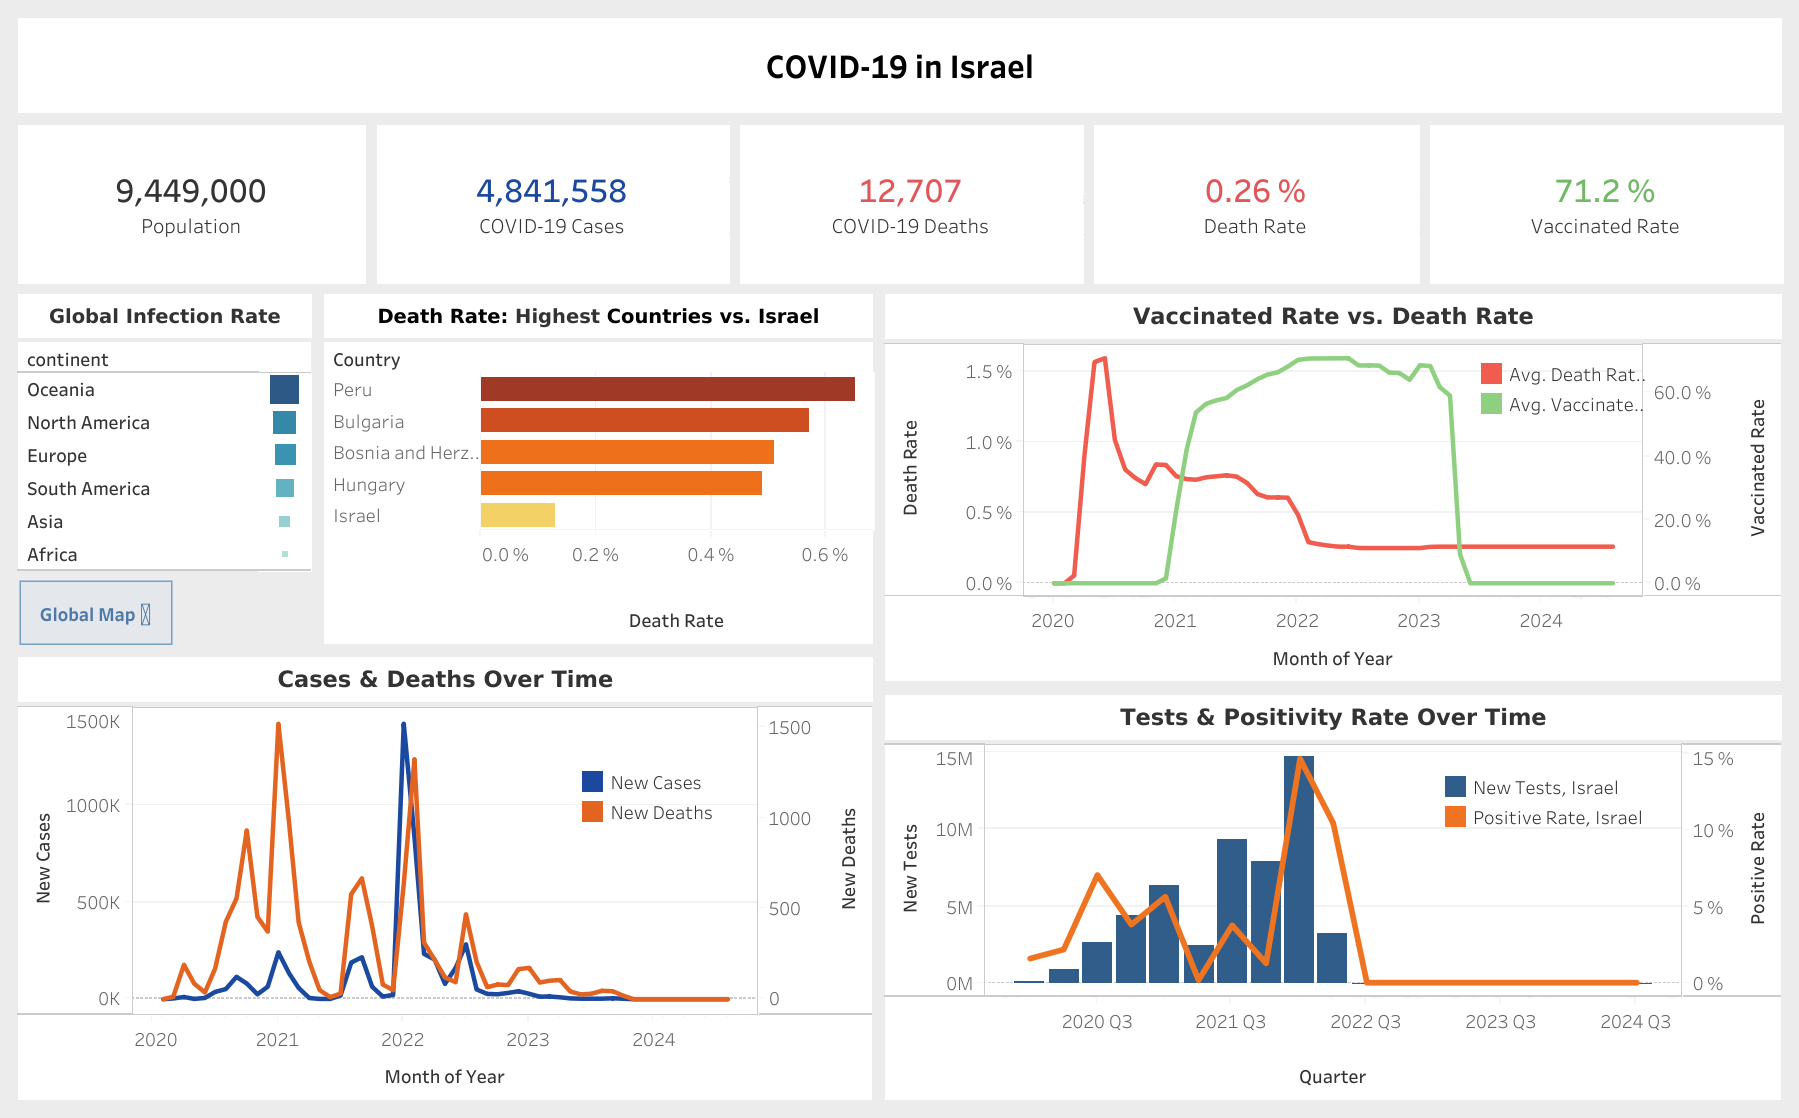 COVID-19 in Israel
9,449,000
Population
4,841,558
COVID-19 Cases
12,707
COVID-19 Deaths
0.26 %
Death Rate
71.2 %
Vaccinated Rate
Global Infection Rate
continent
Oceania
North America
Europe
South America
Asia
Africa
Global Map
Death Rate: Highest Countries vs. Israel
Country
Peru
Bulgaria
Bosnia and Herz..
Hungary
Israel
0.0 % 0.2 % 0.4 % 0.6 %
Death Rate
Vaccinated Rate vs. Death Rate
Death Rate
1.5 %
1.0 %
0.5 %
0.0 %
Avg. Death Rat..
Avg. Vaccinate..
60.0 %
40.0 %
20.0 %
0.0 %
Vaccinated Rate
2020 2021 2022 2023 2024
Month of Year
Cases & Deaths Over Time
New Cases
1500K
1000K
500K
0K
New Cases
New Deaths
1500
1000
500
0
New Deaths
2020 2021 2022 2023 2024
Month of Year
Tests & Positivity Rate Over Time
New Tests
15M
10M
5M
0M
New Tests, Israel
Positive Rate, Israel
15 %
10 %
5 %
0 %
Positive Rate
2020 Q3 2021 Q3 2022 Q3 2023 Q3 2024 Q3
Quarter